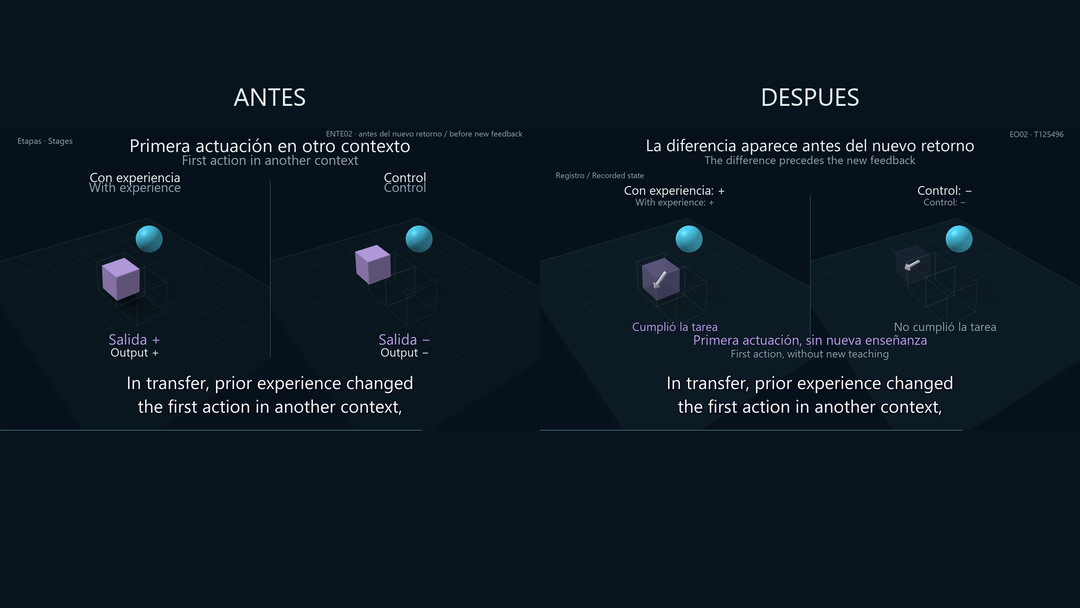 ANTES
Etapas · Stages
ENTE02 · antes del nuevo retorno / before new feedback
Primera actuación en otro contexto
First action in another context
Con experiencia
With experience
Control
Control
Salida +
Output +
Salida −
Output −
In transfer, prior experience changed
the first action in another context,
DESPUES
EO02 · T125496
La diferencia aparece antes del nuevo retorno
The difference precedes the new feedback
Registro / Recorded state
Con experiencia: +
With experience: +
Control: −
Control: −
Cumplió la tarea
No cumplió la tarea
Primera actuación, sin nueva enseñanza
First action, without new teaching
In transfer, prior experience changed
the first action in another context,